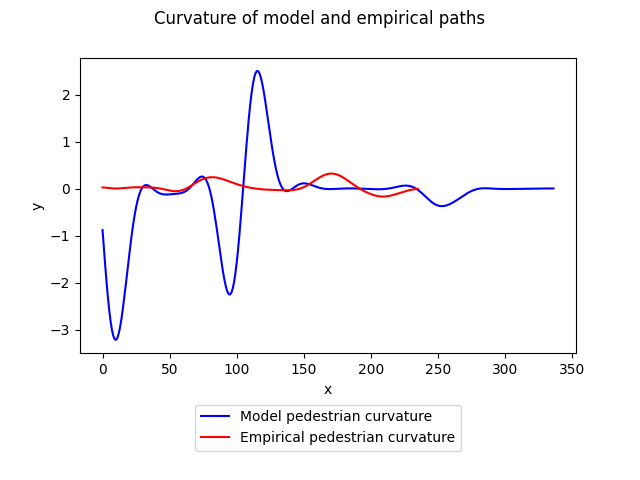 Curvature of model and empirical paths
2
1
0
−1
−2
−3
y
0 50 100 150 200 250 300 350
x
Model pedestrian curvature
Empirical pedestrian curvature